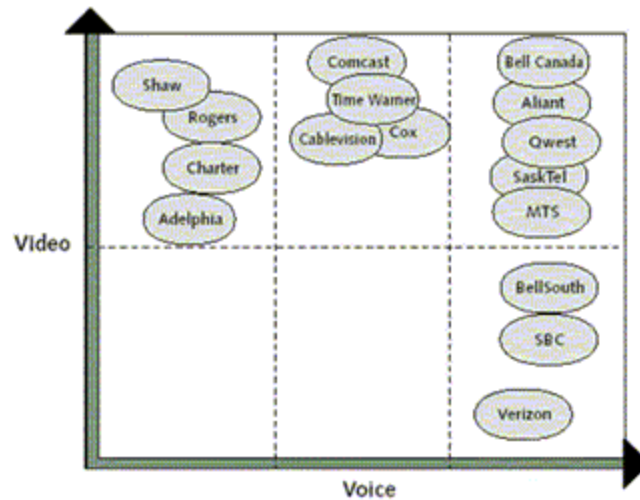 Shaw
Rogers
Charter
Adelphia
Comcast
Time Warner
Cablevision
Cox
Bell Canada
Aliant
Qwest
SaskTel
MTS
Video
BellSouth
SBC
Verizon
Voice